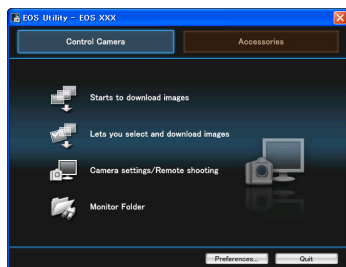 EOS Utility - EOS XXX
Control Camera
Accessories
Starts to download images
Lets you select and download images
Camera settings/Remote shooting
Monitor Folder
Preferences...
Quit